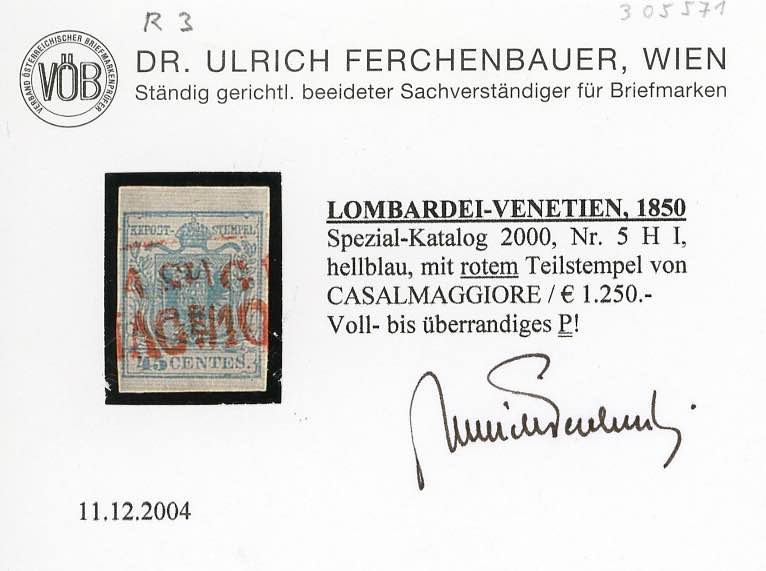 R 3
305571
VERBAND ÖSTERREICHISCHER BRIEFMARKENPRÜFER
VÖB
DR. ULRICH FERCHENBAUER, WIEN
Ständig gerichtl. beeideter Sachverständiger für Briefmarken
KKPOST-STEMPEL
45 CENTES.
LOMBARDEI-VENETIEN, 1850
Spezial-Katalog 2000, Nr. 5 H I,
hellblau, mit rotem Teilstempel von
CASALMAGGIORE / € 1.250.-
Voll- bis überrandiges P!
11.12.2004